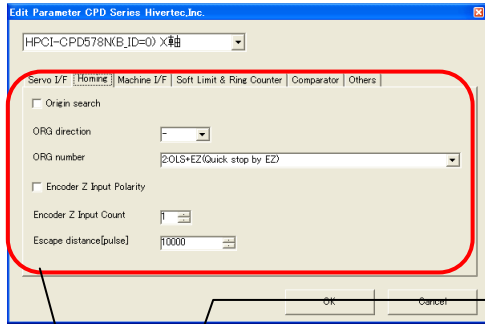 Edit Parameter CPD Series Hivertec,Inc.
HPCI-CPD578N(B_ID=0) X軸
Servo I/F Homing Machine I/F Soft Limit & Ring Counter Comparator Others
Origin search
ORG direction -
ORG number 2:OLS+EZ(Quick stop by EZ)
Encoder Z Input Polarity
Encoder Z Input Count 1
Escape distance[pulse] 10000
OK Cancel